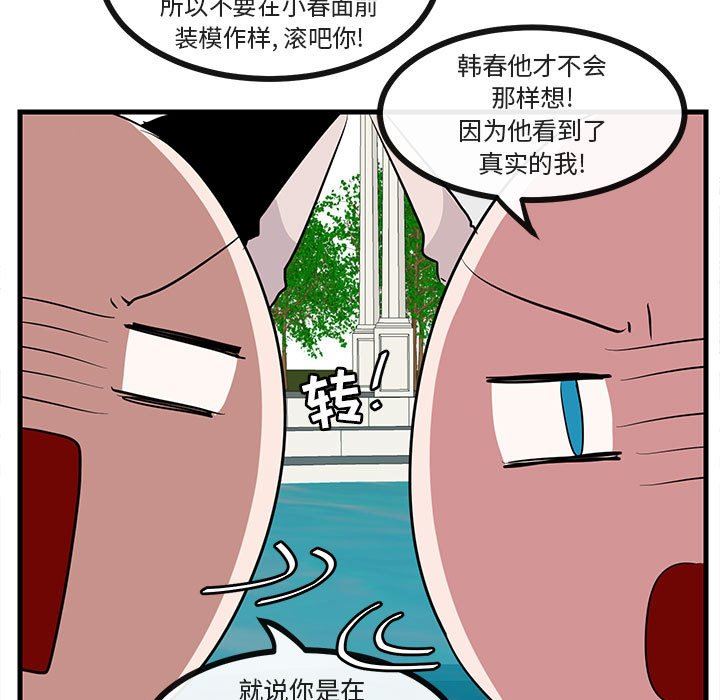 所以不要在小春面前
装模作样, 滚吧你!
韩春他才不会
那样想!
因为他看到了
真实的我!
转!
就说你是在